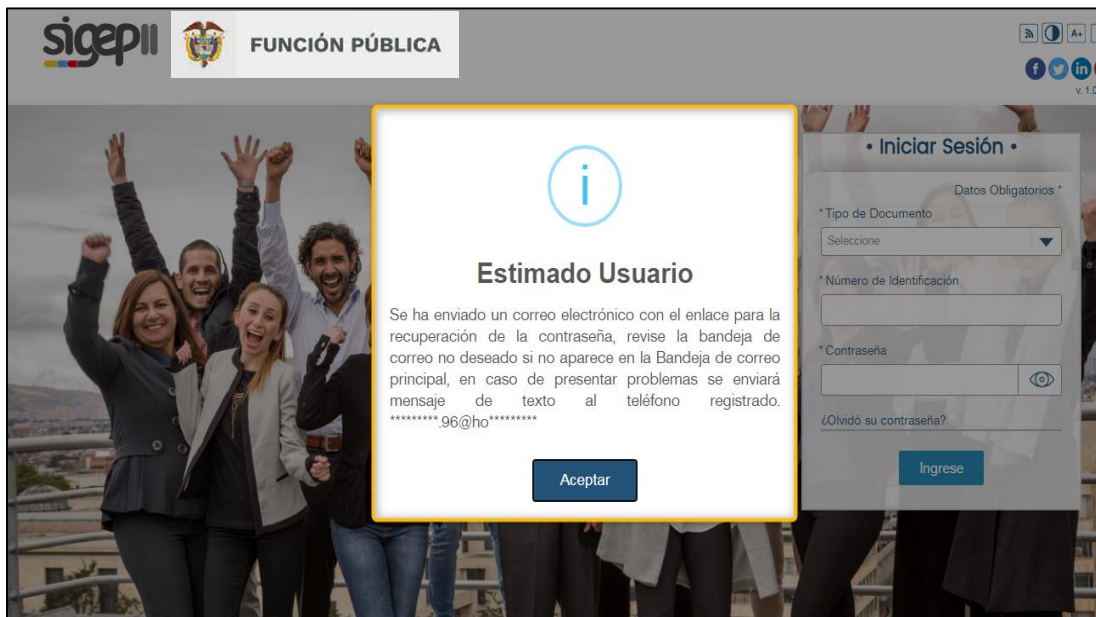 sigepII
FUNCIÓN PÚBLICA
A+
v. 1.0
i
Estimado Usuario
Se ha enviado un correo electrónico con el enlace para la
recuperación de la contraseña, revise la bandeja de
correo no deseado si no aparece en la Bandeja de correo
principal, en caso de presentar problemas se enviará
mensaje de texto al teléfono registrado.
*********.96@ho*********
Aceptar
• Iniciar Sesión •
Datos Obligatorios *
* Tipo de Documento
Seleccione
* Número de Identificación
* Contraseña
¿Olvidó su contraseña?
Ingrese